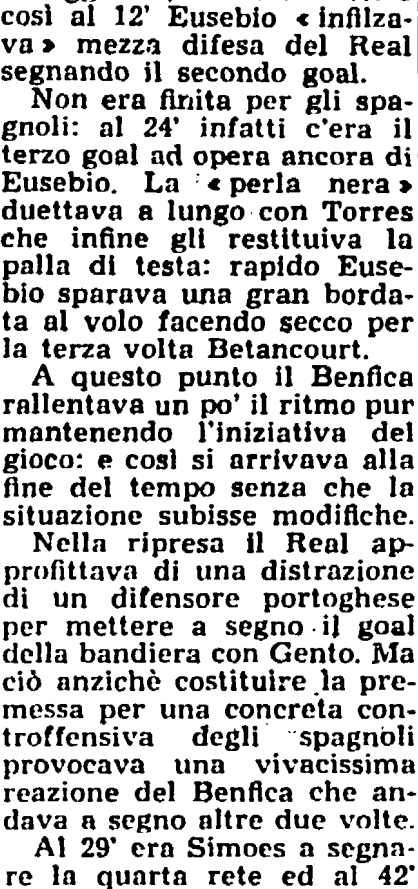 così al 12' Eusebio « infilza-
va » mezza difesa del Real
segnando il secondo goal.
Non era finita per gli spa-
gnoli: al 24' infatti c'era il
terzo goal ad opera ancora di
Eusebio. La « perla nera »
duettava a lungo con Torres
che infine gli restituiva la
palla di testa: rapido Euse-
bio sparava una gran borda-
ta al volo facendo secco per
la terza volta Betancourt.
A questo punto il Benfica
rallentava un po' il ritmo pur
mantenendo l'iniziativa del
gioco: e così si arrivava alla
fine del tempo senza che la
situazione subisse modifiche.
Nella ripresa il Real ap-
profittava di una distrazione
di un difensore portoghese
per mettere a segno il goal
della bandiera con Gento. Ma
ciò anzichè costituire la pre-
messa per una concreta con-
troffensiva degli spagnoli
provocava una vivacissima
reazione del Benfica che an-
dava a segno altre due volte.
Al 29' era Simoes a segna-
re la quarta rete ed al 42'